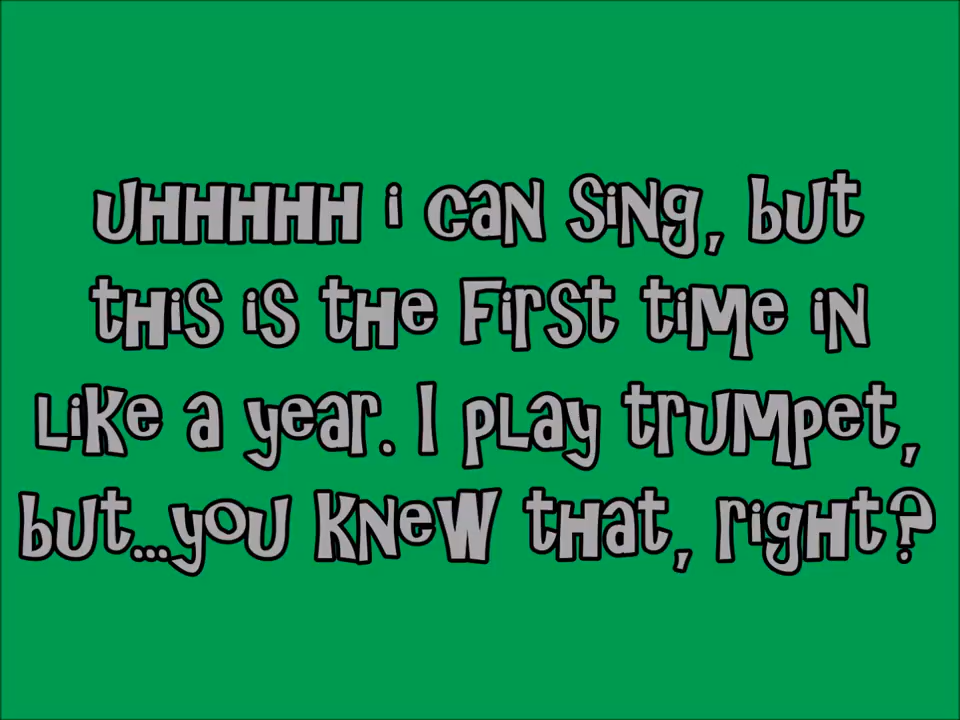 UHHHHH i can sing, but
this is the first time in
like a year. I play trumpet,
but...you knew that, right?